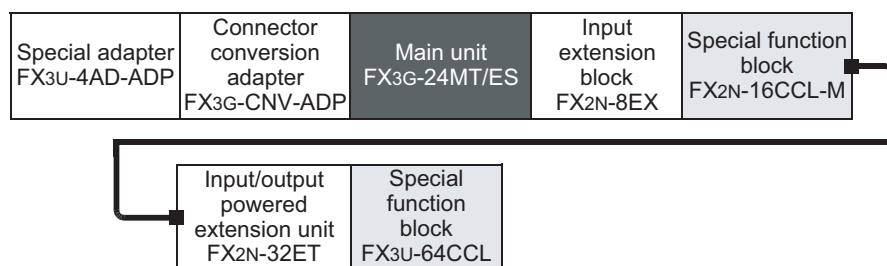 Special adapter
FX3U-4AD-ADP
Connector
conversion
adapter
FX3G-CNV-ADP
Main unit
FX3G-24MT/ES
Input
extension
block
FX2N-8EX
Special function
block
FX2N-16CCL-M
Input/output
powered
extension unit
FX2N-32ET
Special
function
block
FX3U-64CCL